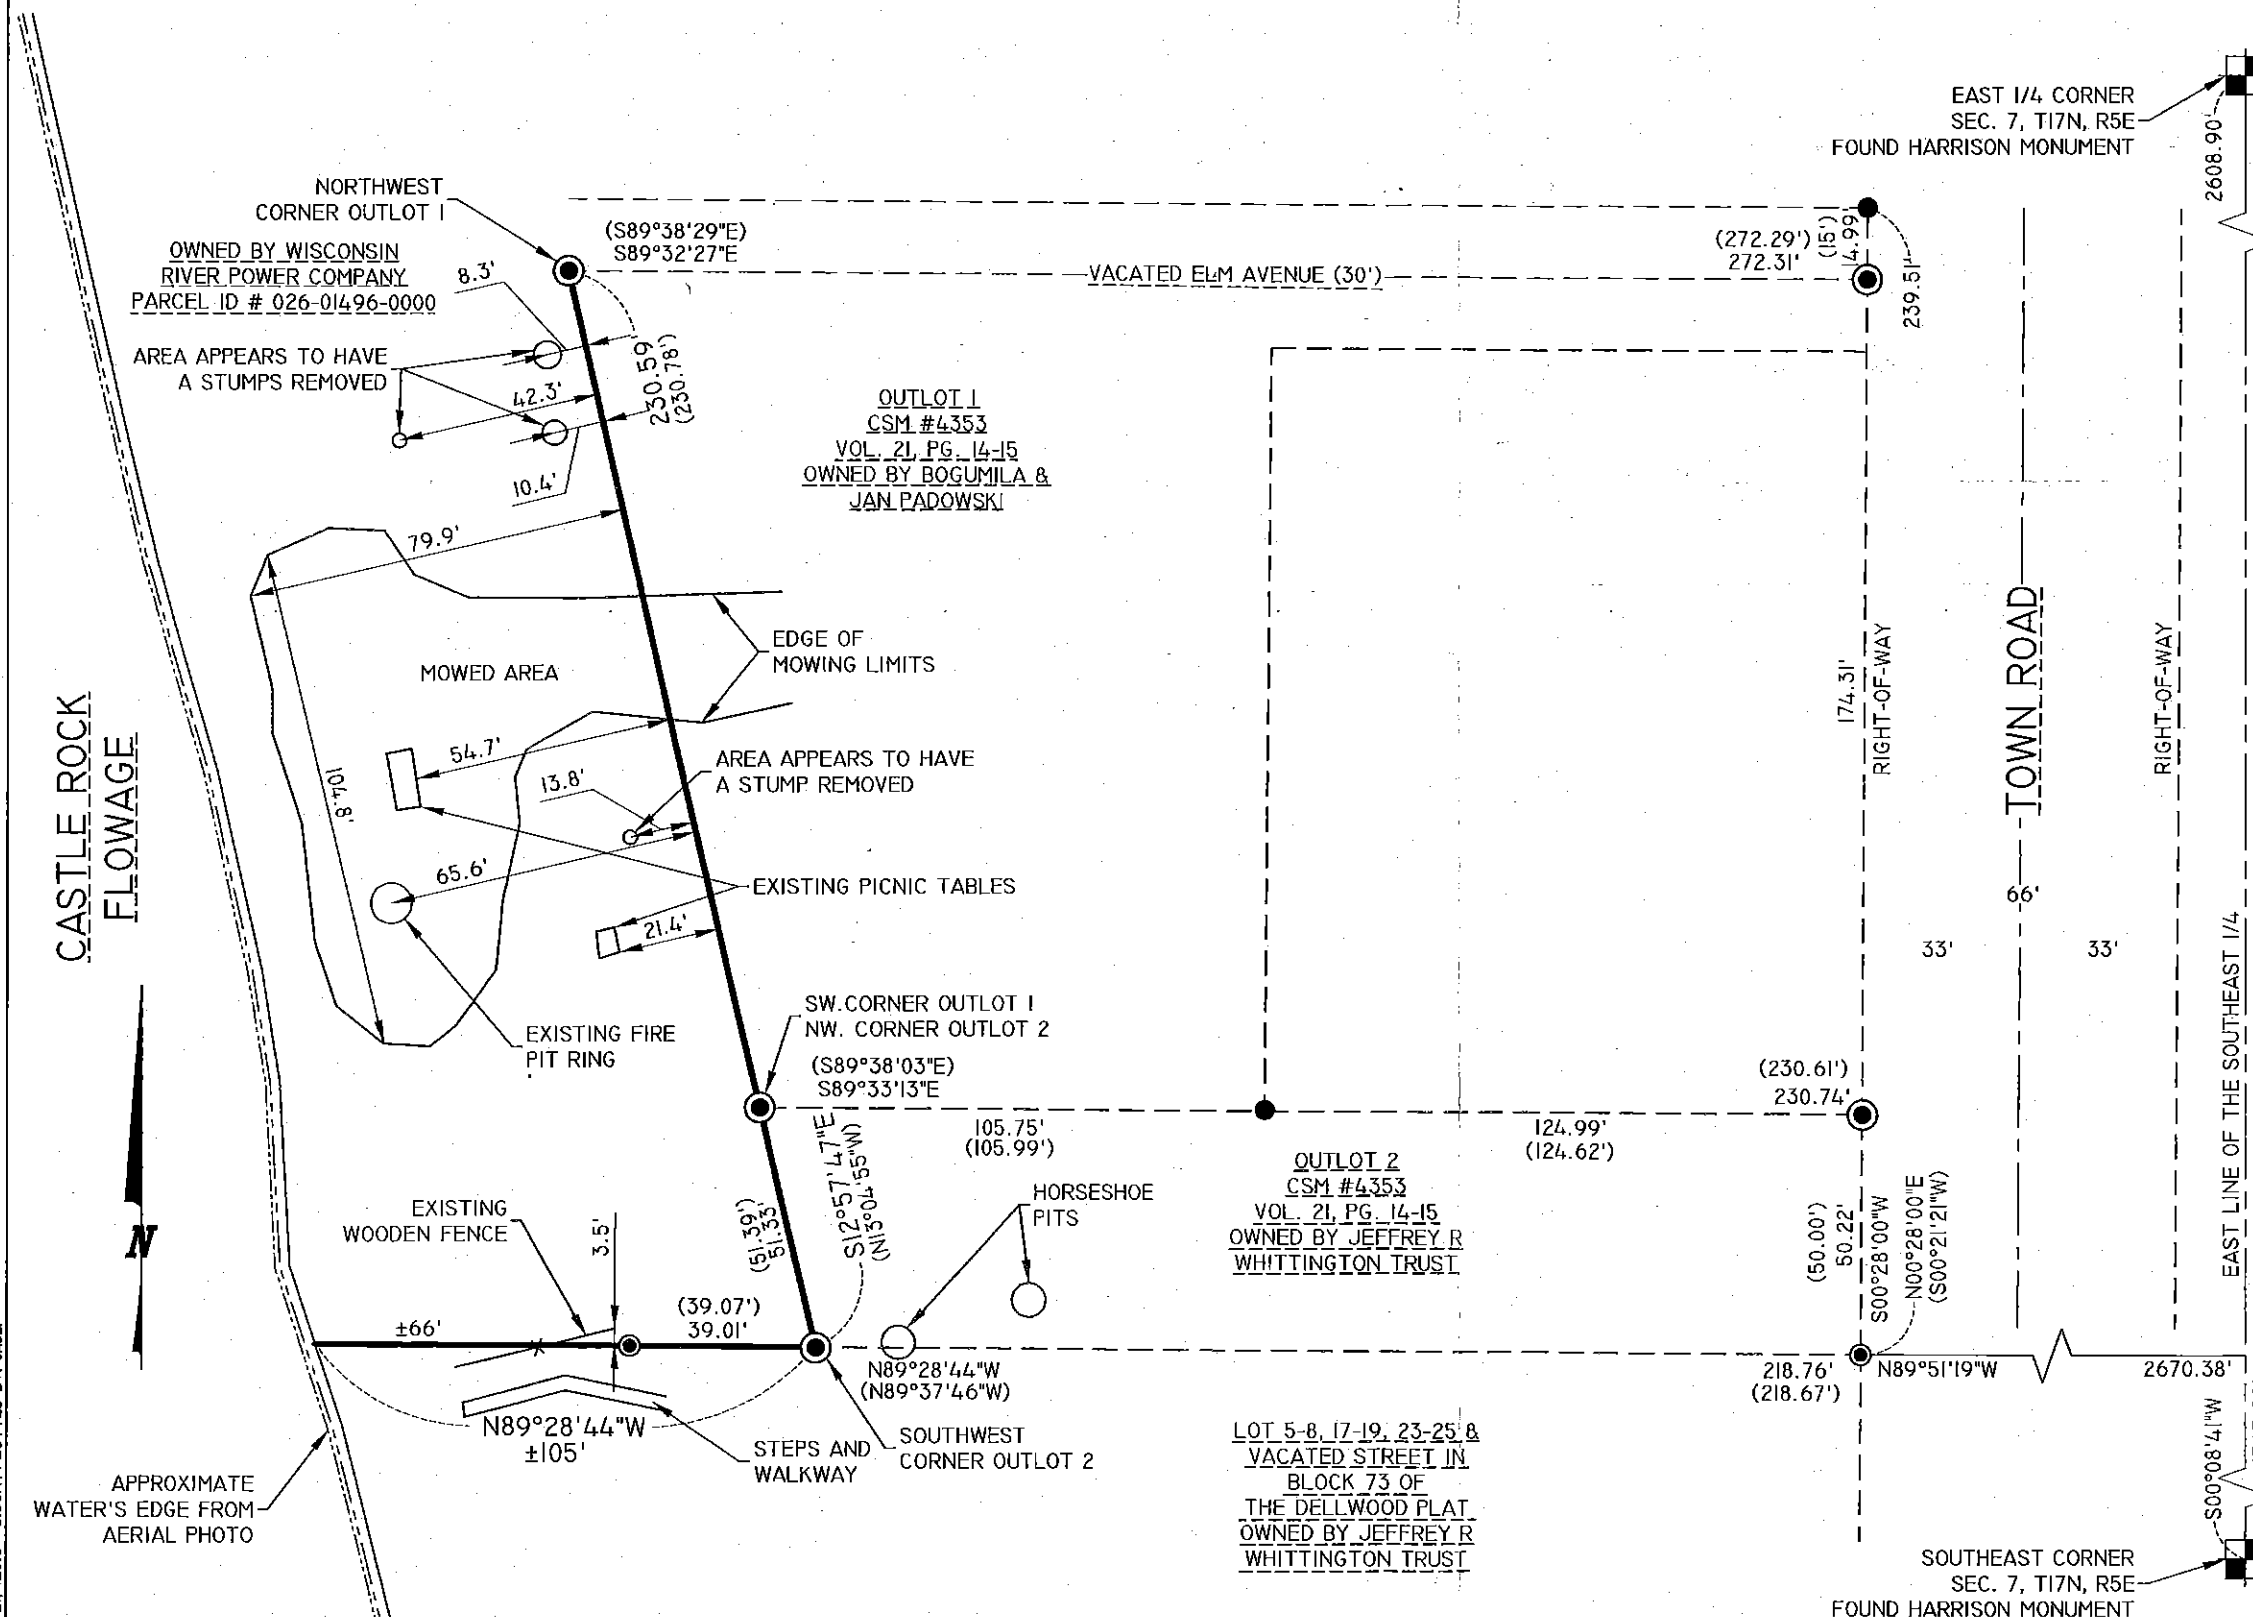 EAST 1/4 CORNER
SEC. 7, T17N, R5E
FOUND HARRISON MONUMENT
2608.90'
NORTHWEST
CORNER OUTLOT 1
(S89°38'29"E)
S89°32'27"E
OWNED BY WISCONSIN
RIVER POWER COMPANY
PARCEL ID # 026-01496-0000
8.3'
VACATED ELM AVENUE (30')
(272.29')
272.31'
(15')
14.99'
239.51'
AREA APPEARS TO HAVE
A STUMPS REMOVED
42.3'
230.59'
(230.78')
10.4'
OUTLOT 1
CSM #4353
VOL. 21, PG. 14-15
OWNED BY BOGUMILA &
JAN PADOWSKI
79.9'
EDGE OF
MOWING LIMITS
MOWED AREA
174.31'
RIGHT-OF-WAY
TOWN ROAD
RIGHT-OF-WAY
CASTLE ROCK
FLOWAGE
54.7'
AREA APPEARS TO HAVE
A STUMP REMOVED
13.8'
104.8'
65.6'
EXISTING PICNIC TABLES
21.4'
66'
33'
33'
EAST LINE OF THE SOUTHEAST 1/4
SW. CORNER OUTLOT 1
NW. CORNER OUTLOT 2
EXISTING FIRE
PIT RING
(S89°38'03"E)
S89°33'13"E
(230.61')
230.74'
105.75'
(105.99')
124.99'
(124.62')
S12°57'47"E
(N13°04'55"W)
(51.39')
51.33'
OUTLOT 2
CSM #4353
VOL. 21, PG. 14-15
OWNED BY JEFFREY R
WHITTINGTON TRUST
HORSESHOE
PITS
EXISTING
WOODEN FENCE
3.5'
N
(50.00')
50.22'
S00°28'00"W
N00°28'00"E
(S00°21'21"W)
±66'
(39.07')
39.01'
N89°28'44"W
(N89°37'46"W)
218.76'
(218.67')
N89°51'19"W
2670.38'
N89°28'44"W
±105'
STEPS AND
WALKWAY
SOUTHWEST
CORNER OUTLOT 2
LOT 5-8, 17-19, 23-25 &
VACATED STREET IN
BLOCK 73 OF
THE DELLWOOD PLAT
OWNED BY JEFFREY R
WHITTINGTON TRUST
S00°08'41"W
APPROXIMATE
WATER'S EDGE FROM
AERIAL PHOTO
SOUTHEAST CORNER
SEC. 7, T17N, R5E
FOUND HARRISON MONUMENT